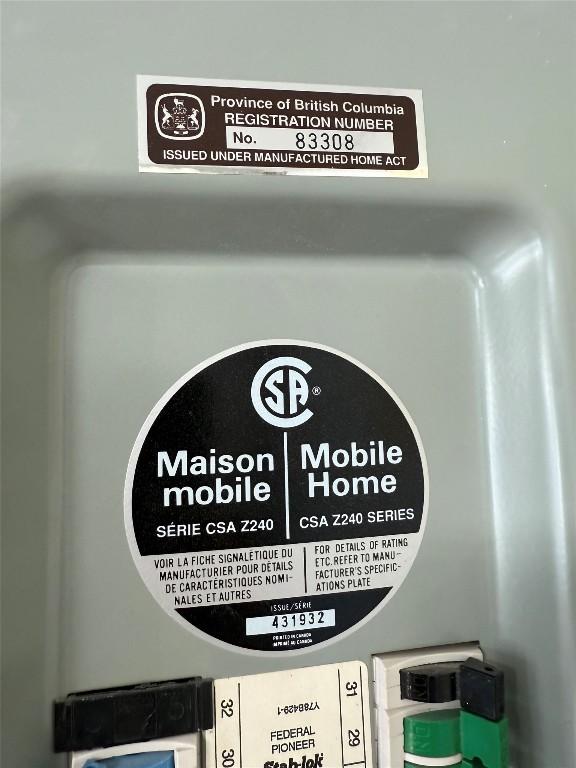 Province of British Columbia
REGISTRATION NUMBER
No. 83308
ISSUED UNDER MANUFACTURED HOME ACT
CSA®
Maison
mobile
SÉRIE CSA Z240
Mobile
Home
CSA Z240 SERIES
VOIR LA FICHE SIGNALÉTIQUE DU
MANUFACTURIER POUR DÉTAILS
DE CARACTÉRISTIQUES NOMI-
NALES ET AUTRES
FOR DETAILS OF RATING
ETC. REFER TO MANU-
FACTURER'S SPECIFIC-
ATIONS PLATE
ISSUE/SÉRIE
431932
PRINTED IN CANADA
IMPRIMÉ AU CANADA
32
30
Y78B429-1
FEDERAL
PIONEER
Stab-lok
31
29
ON